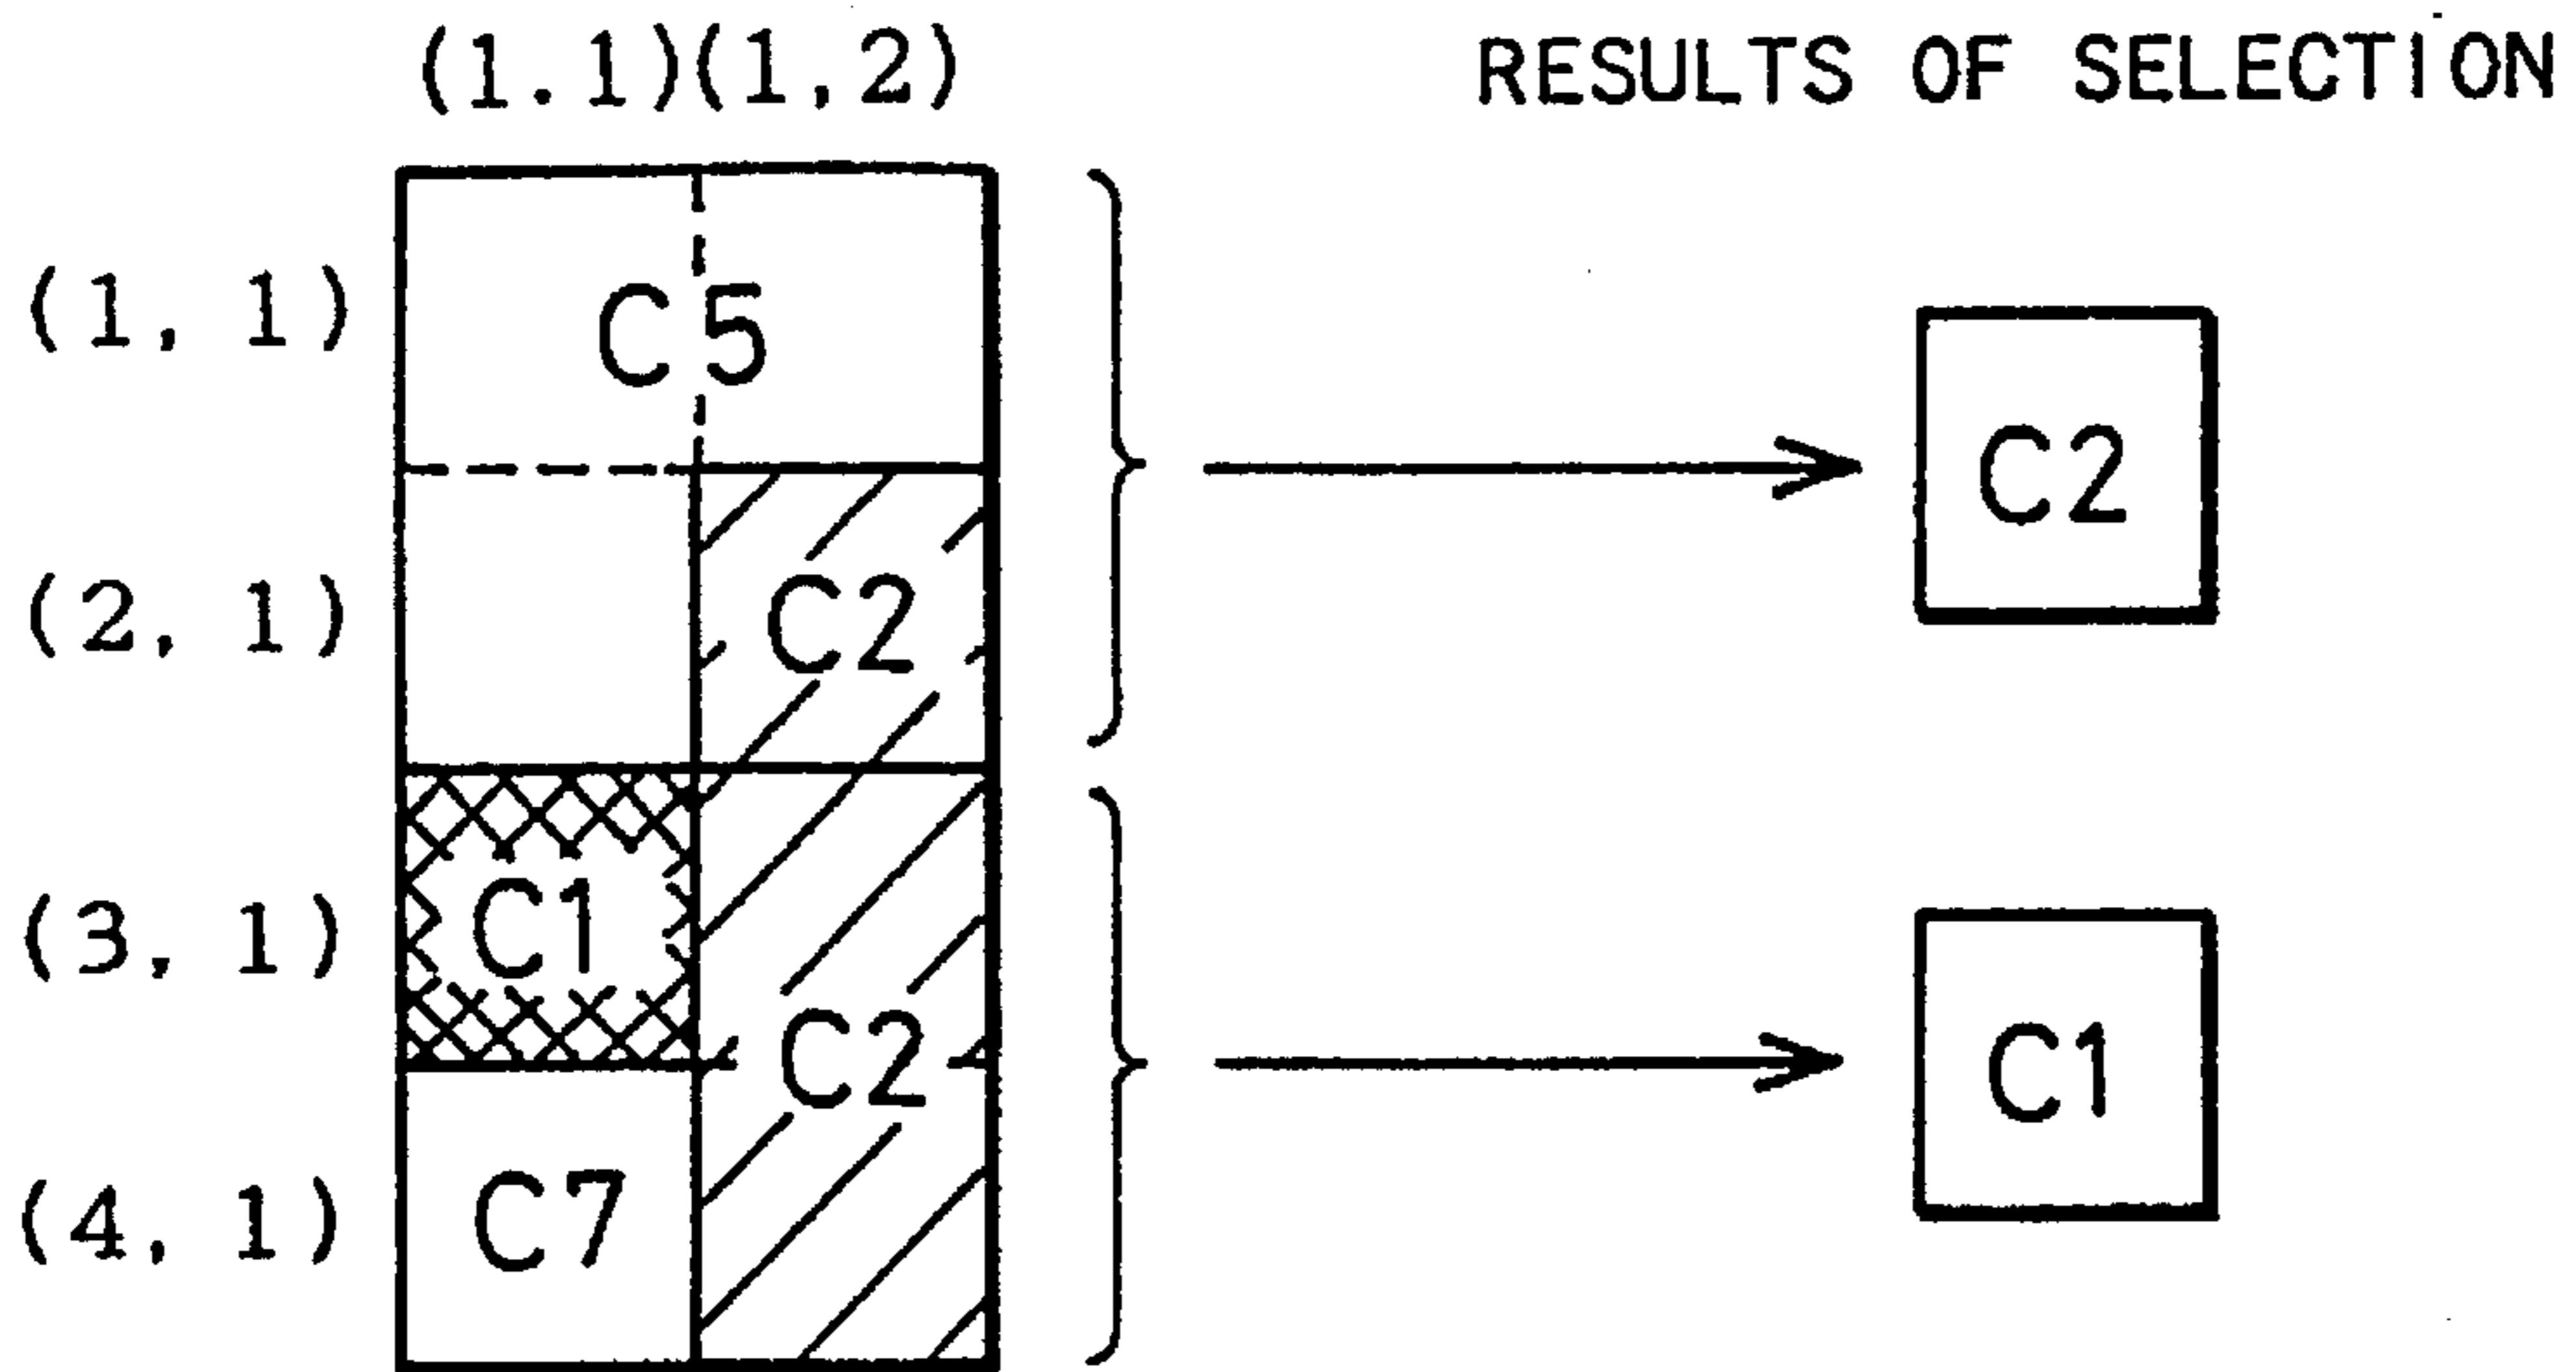 (1.1)(1,2) RESULTS OF SELECTION
(1, 1) C5
C2
(2, 1) C2
(3, 1) C1
C2 C1
(4, 1) C7